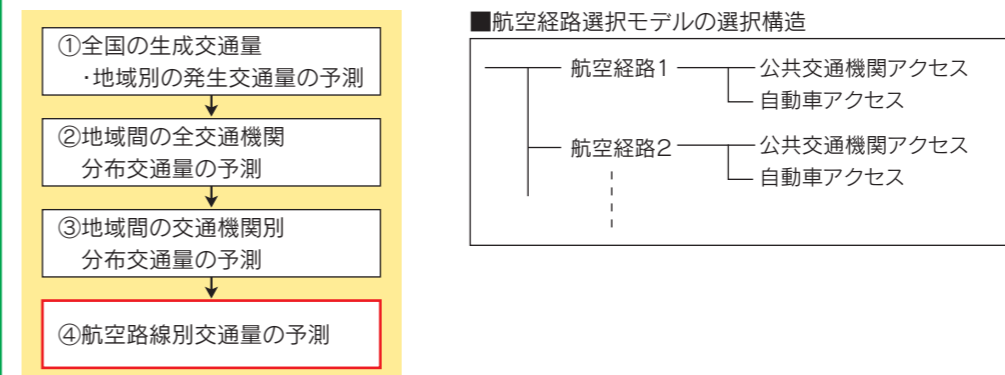 ①全国の生成交通量
・地域別の発生交通量の予測
②地域間の全交通機関
分布交通量の予測
③地域間の交通機関別
分布交通量の予測
④航空路線別交通量の予測
■航空経路選択モデルの選択構造
航空経路1 公共交通機関アクセス
自動車アクセス
航空経路2 公共交通機関アクセス
自動車アクセス